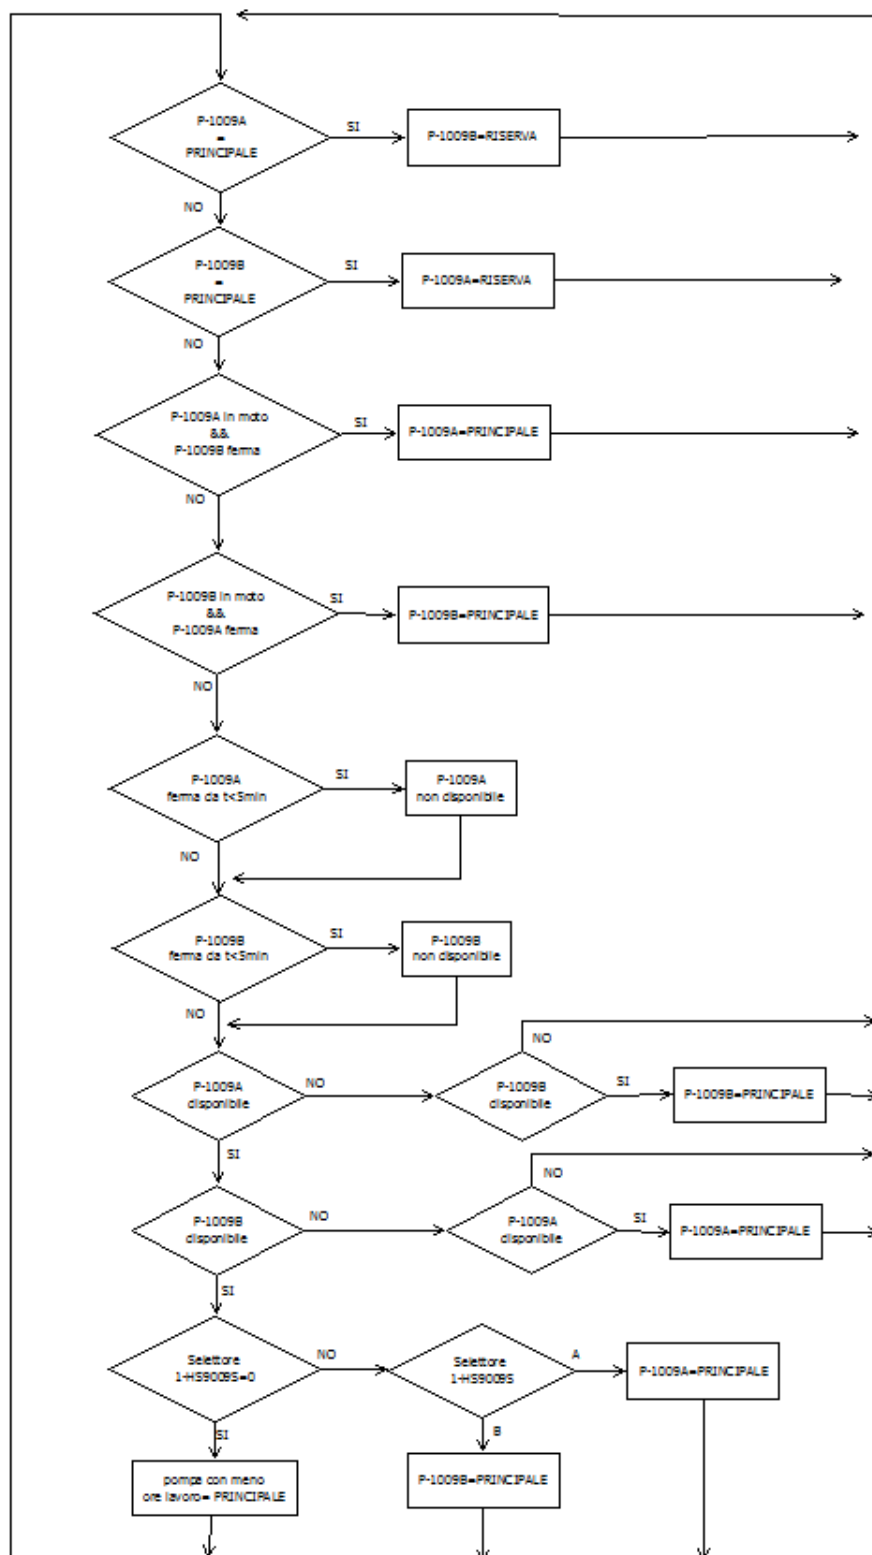 P-1009A
=
PRINCIPALE
SI
P-1009B=RISERVA
NO
P-1009B
=
PRINCIPALE
SI
P-1009A=RISERVA
NO
P-1009A in moto
&&
P-1009B ferma
SI
P-1009A=PRINCIPALE
NO
P-1009B in moto
&&
P-1009A ferma
SI
P-1009B=PRINCIPALE
NO
P-1009A
ferma da t<5min
SI
P-1009A
non disponibile
NO
P-1009B
ferma da t<5min
SI
P-1009B
non disponibile
NO
P-1009A
disponibile
NO
P-1009B
disponibile
NO
SI
P-1009B=PRINCIPALE
SI
P-1009B
disponibile
NO
P-1009A
disponibile
NO
SI
P-1009A=PRINCIPALE
SI
Selettore
1-HS9009S=0
NO
Selettore
1-HS9009S
A
P-1009A=PRINCIPALE
SI
B
pompa con meno
ore lavoro= PRINCIPALE
P-1009B=PRINCIPALE